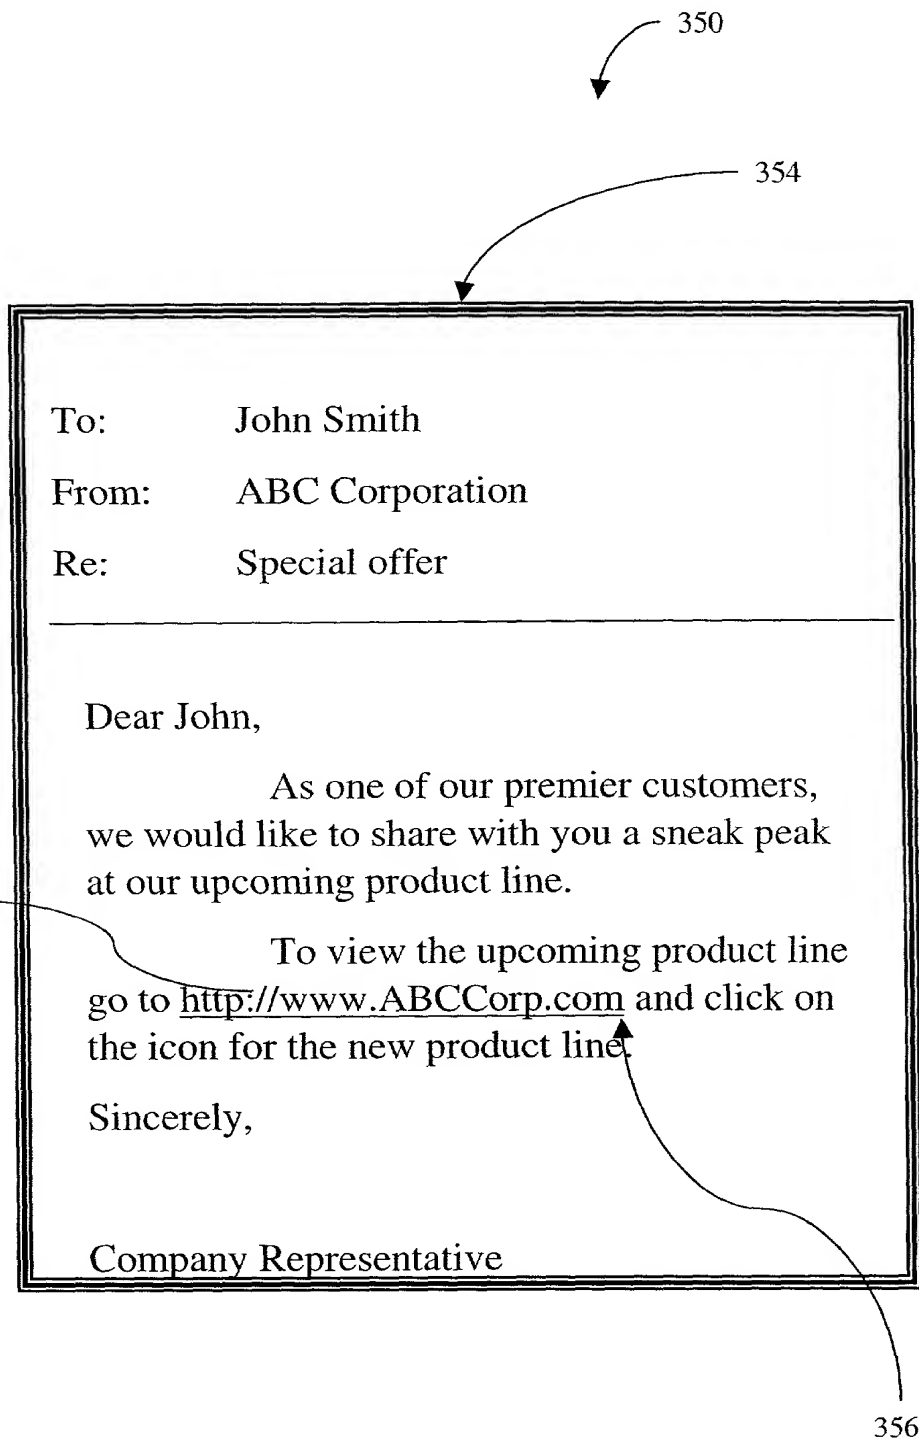 350
354
To: John Smith
From: ABC Corporation
Re: Special offer
Dear John,
As one of our premier customers,
we would like to share with you a sneak peak
at our upcoming product line.
To view the upcoming product line
go to http://www.ABCCorp.com and click on
the icon for the new product line.
Sincerely,
Company Representative
356